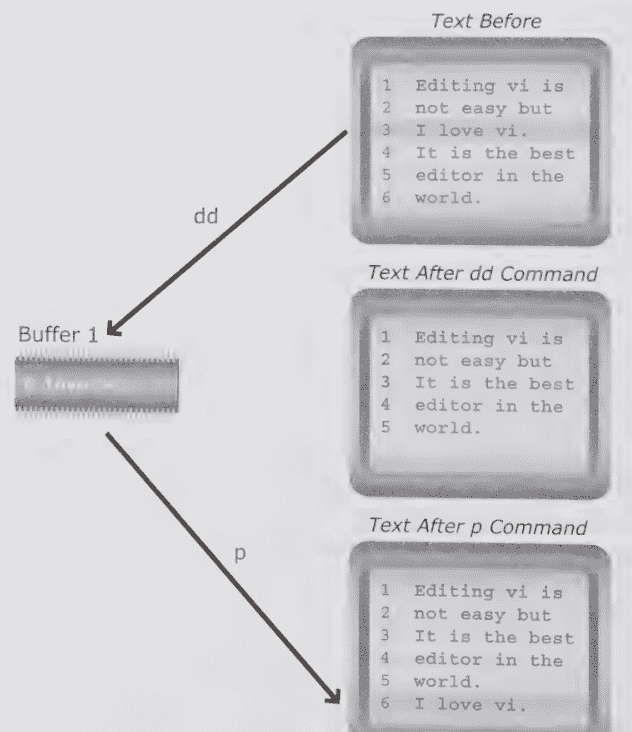 Text Before
1 Editing vi is
2 not easy but
3 I love vi.
4 It is the best
5 editor in the
6 world.
dd
Text After dd Command
Buffer 1
1 Editing vi is
2 not easy but
3 It is the best
4 editor in the
5 world.
Text After p Command
p
1 Editing vi is
2 not easy but
3 It is the best
4 editor in the
5 world.
6 I love vi.